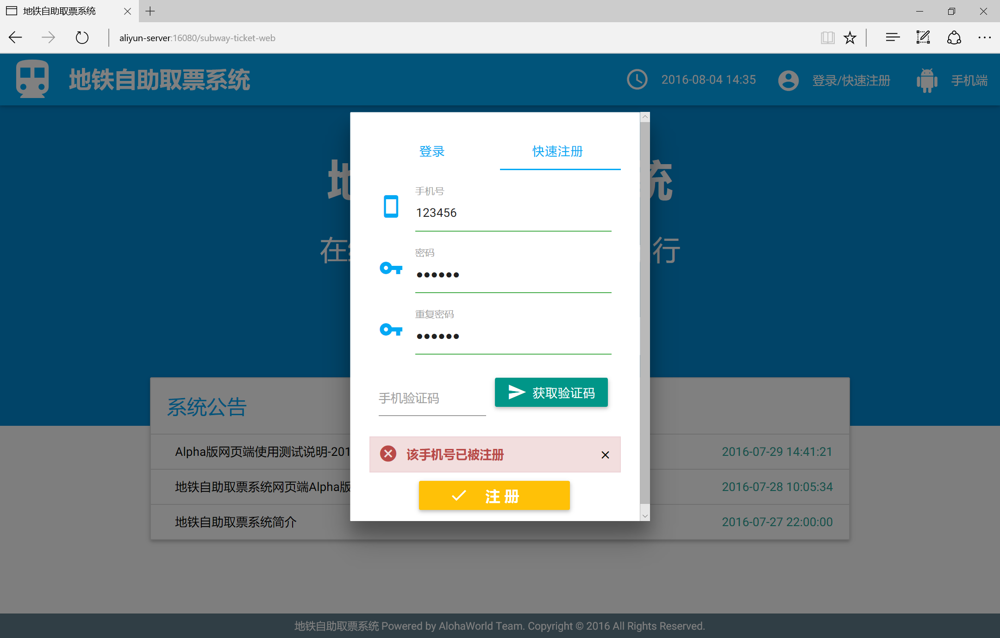 地铁自助取票系统
aliyun-server:16080/subway-ticket-web
地铁自助取票系统
2016-08-04 14:35
登录/快速注册
手机端
登录
快速注册
地
统
手机号
123456
在
行
密码
••••••
重复密码
••••••
手机验证码
获取验证码
系统公告
该手机号已被注册
Alpha版网页端使用测试说明-201
2016-07-29 14:41:21
地铁自助取票系统网页端Alpha版
2016-07-28 10:05:34
注 册
地铁自助取票系统简介
2016-07-27 22:00:00
地铁自助取票系统 Powered by AlohaWorld Team. Copyright © 2016 All Rights Reserved.